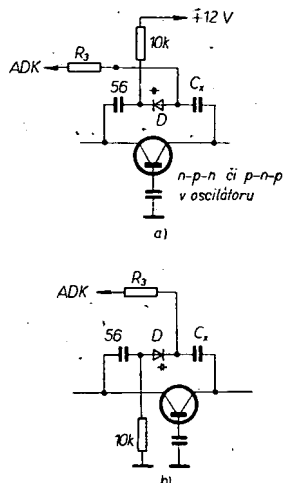 +12 V
10k
R3
ADK
56
Cx
D
n-p-n či p-n-p
v oscilátoru
a)
R3
ADK
56
D
Cx
10k
b)